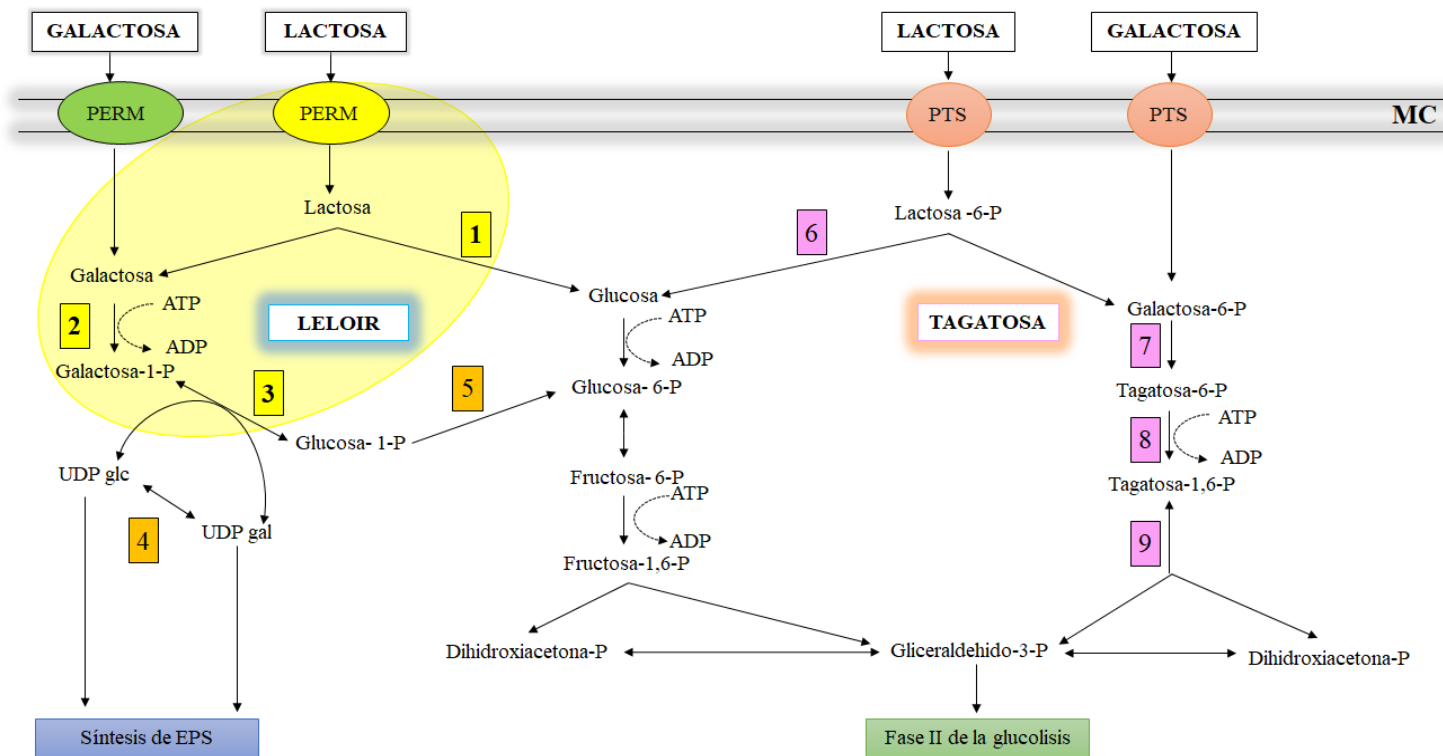 GALACTOSA
LACTOSA
LACTOSA
GALACTOSA
PERM
PERM
PTS
PTS
MC
Lactosa
Lactosa -6-P
1
6
Galactosa
Glucosa
Galactosa-6-P
ATP
ATP
2
LELOIR
TAGATOSA
7
ADP
ADP
Galactosa-1-P
Glucosa- 6-P
Tagatosa-6-P
3
5
ATP
Glucosa- 1-P
8
ADP
UDP glc
Fructosa- 6-P
Tagatosa-1,6-P
ATP
4
UDP gal
ADP
9
Fructosa-1,6-P
Dihidroxiacetona-P
Gliceraldehido-3-P
Dihidroxiacetona-P
Síntesis de EPS
Fase II de la glucolisis